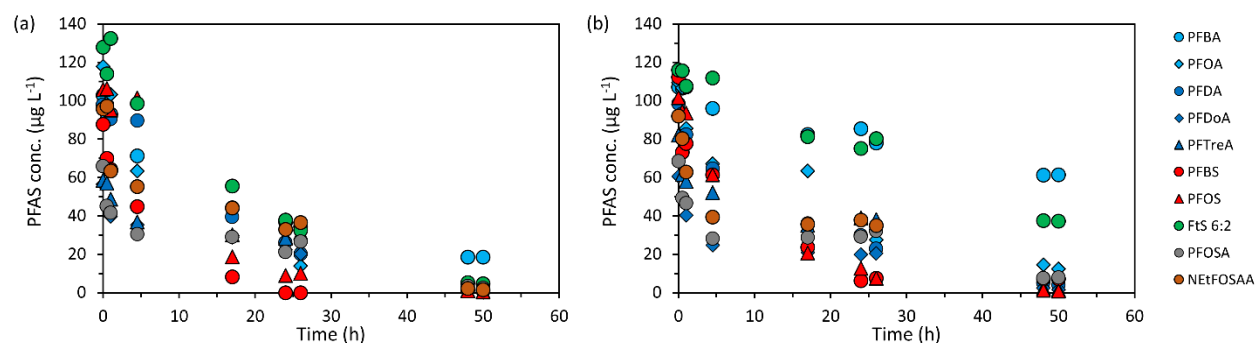 (a)
PFAS conc. (µg L⁻¹)
140
120
100
80
60
40
20
0
0 10 20 30 40 50 60
Time (h)
(b)
PFAS conc. (µg L⁻¹)
140
120
100
80
60
40
20
0
0 10 20 30 40 50 60
Time (h)
PFBA
PFOA
PFDA
PFDoA
PFTreA
PFBS
PFOS
FtS 6:2
PFOSA
NEtFOSAA